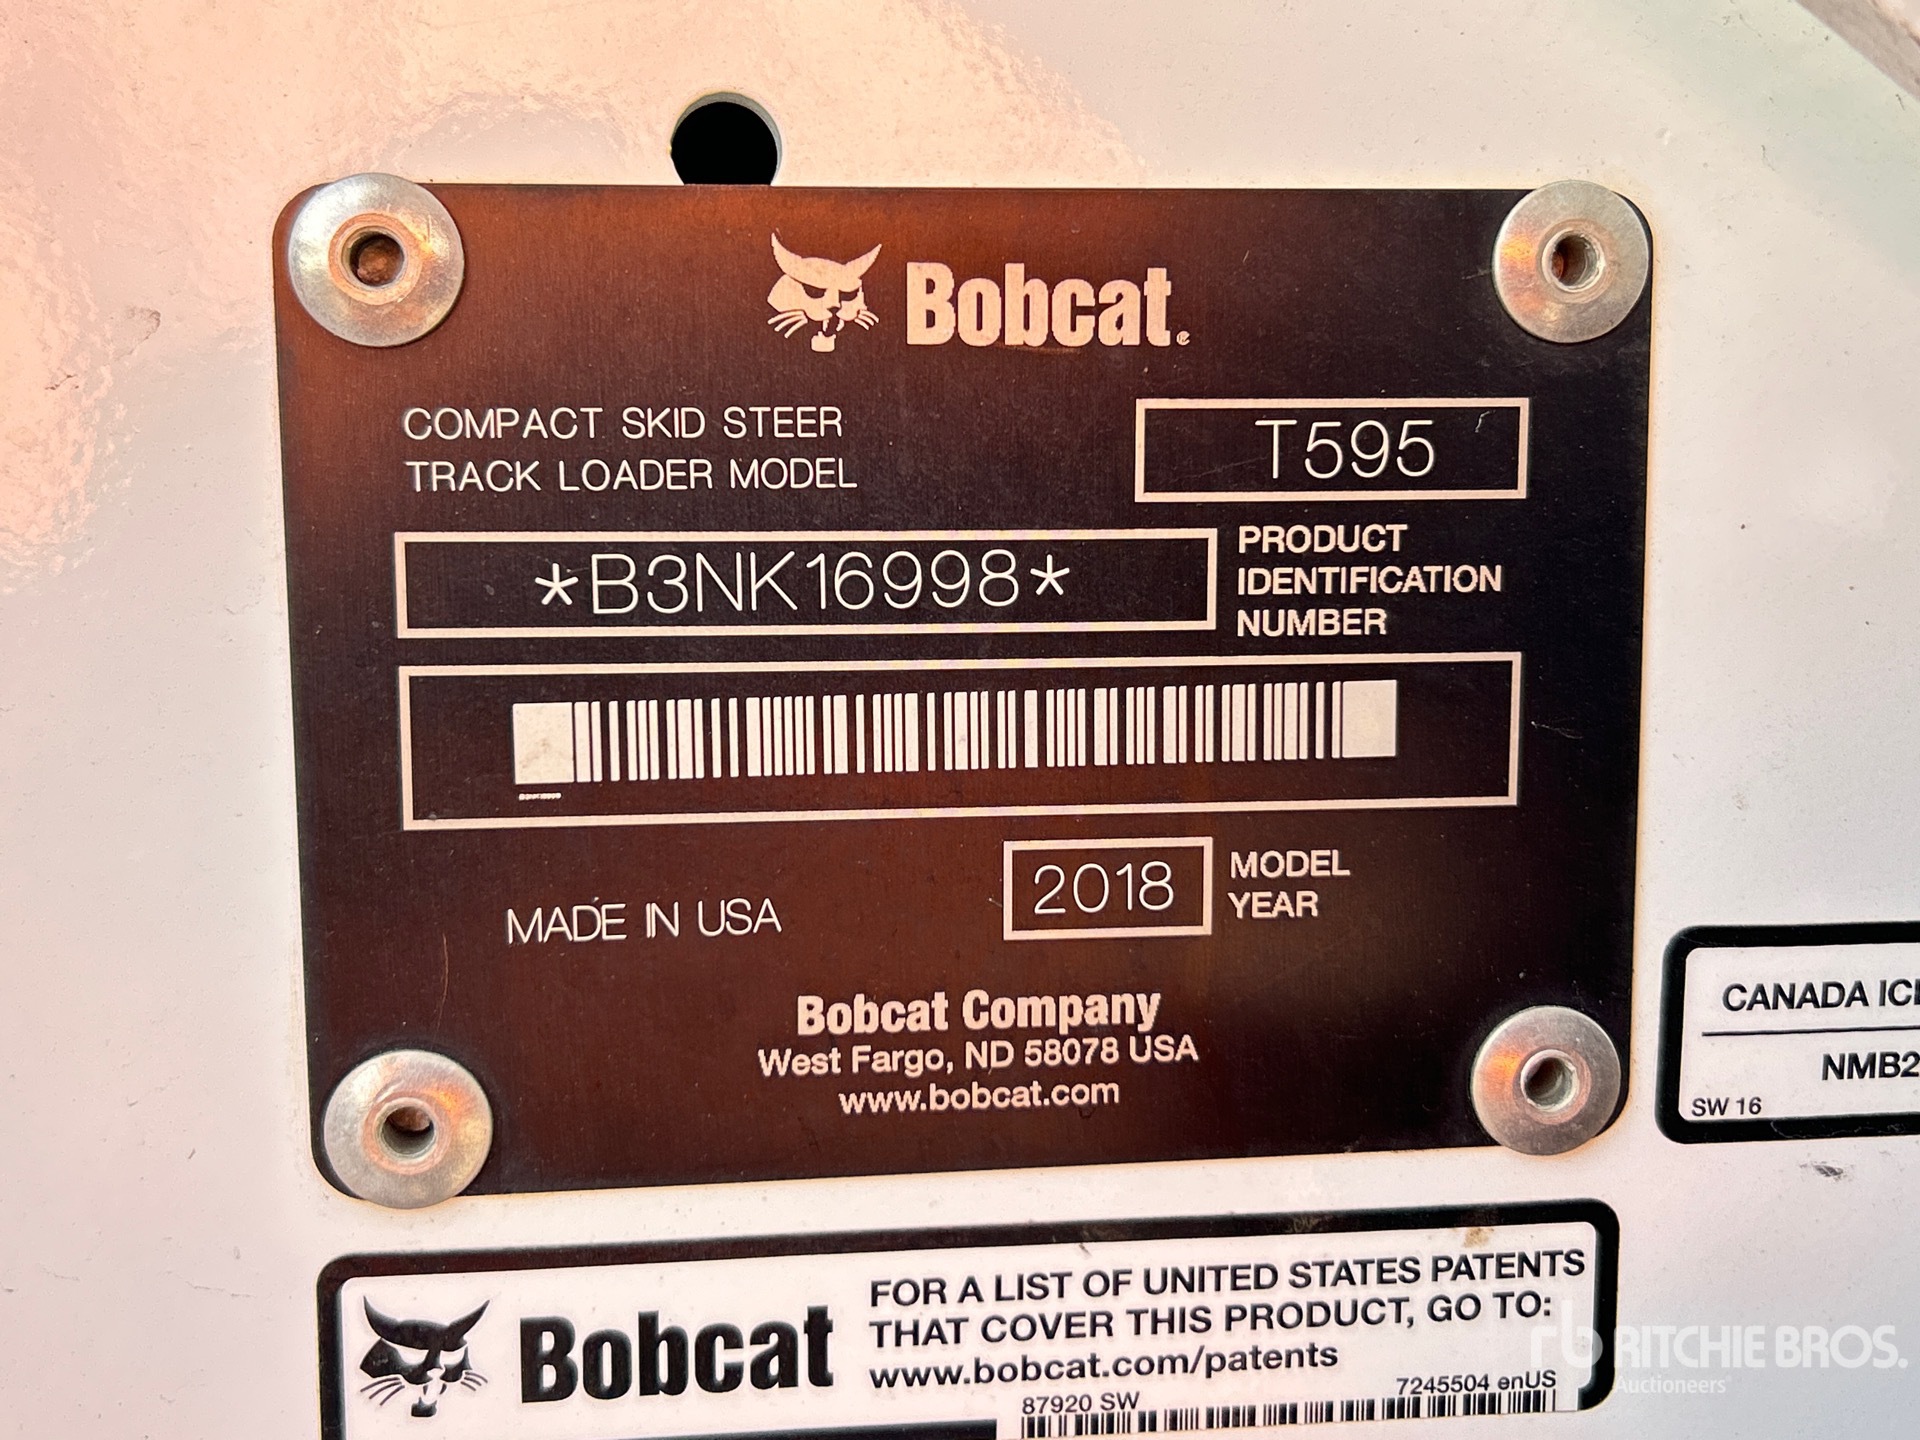 Bobcat®
COMPACT SKID STEER
TRACK LOADER MODEL
T595
*B3NK16998*
PRODUCT
IDENTIFICATION
NUMBER
MADE IN USA
2018
MODEL
YEAR
Bobcat Company
West Fargo, ND 58078 USA
www.bobcat.com
CANADA
NMB2
SW 16
Bobcat
FOR A LIST OF UNITED STATES PATENTS
THAT COVER THIS PRODUCT, GO TO:
www.bobcat.com/patents
87920 SW
7245504 enUS
rb RITCHIE BROS.
Auctioneers